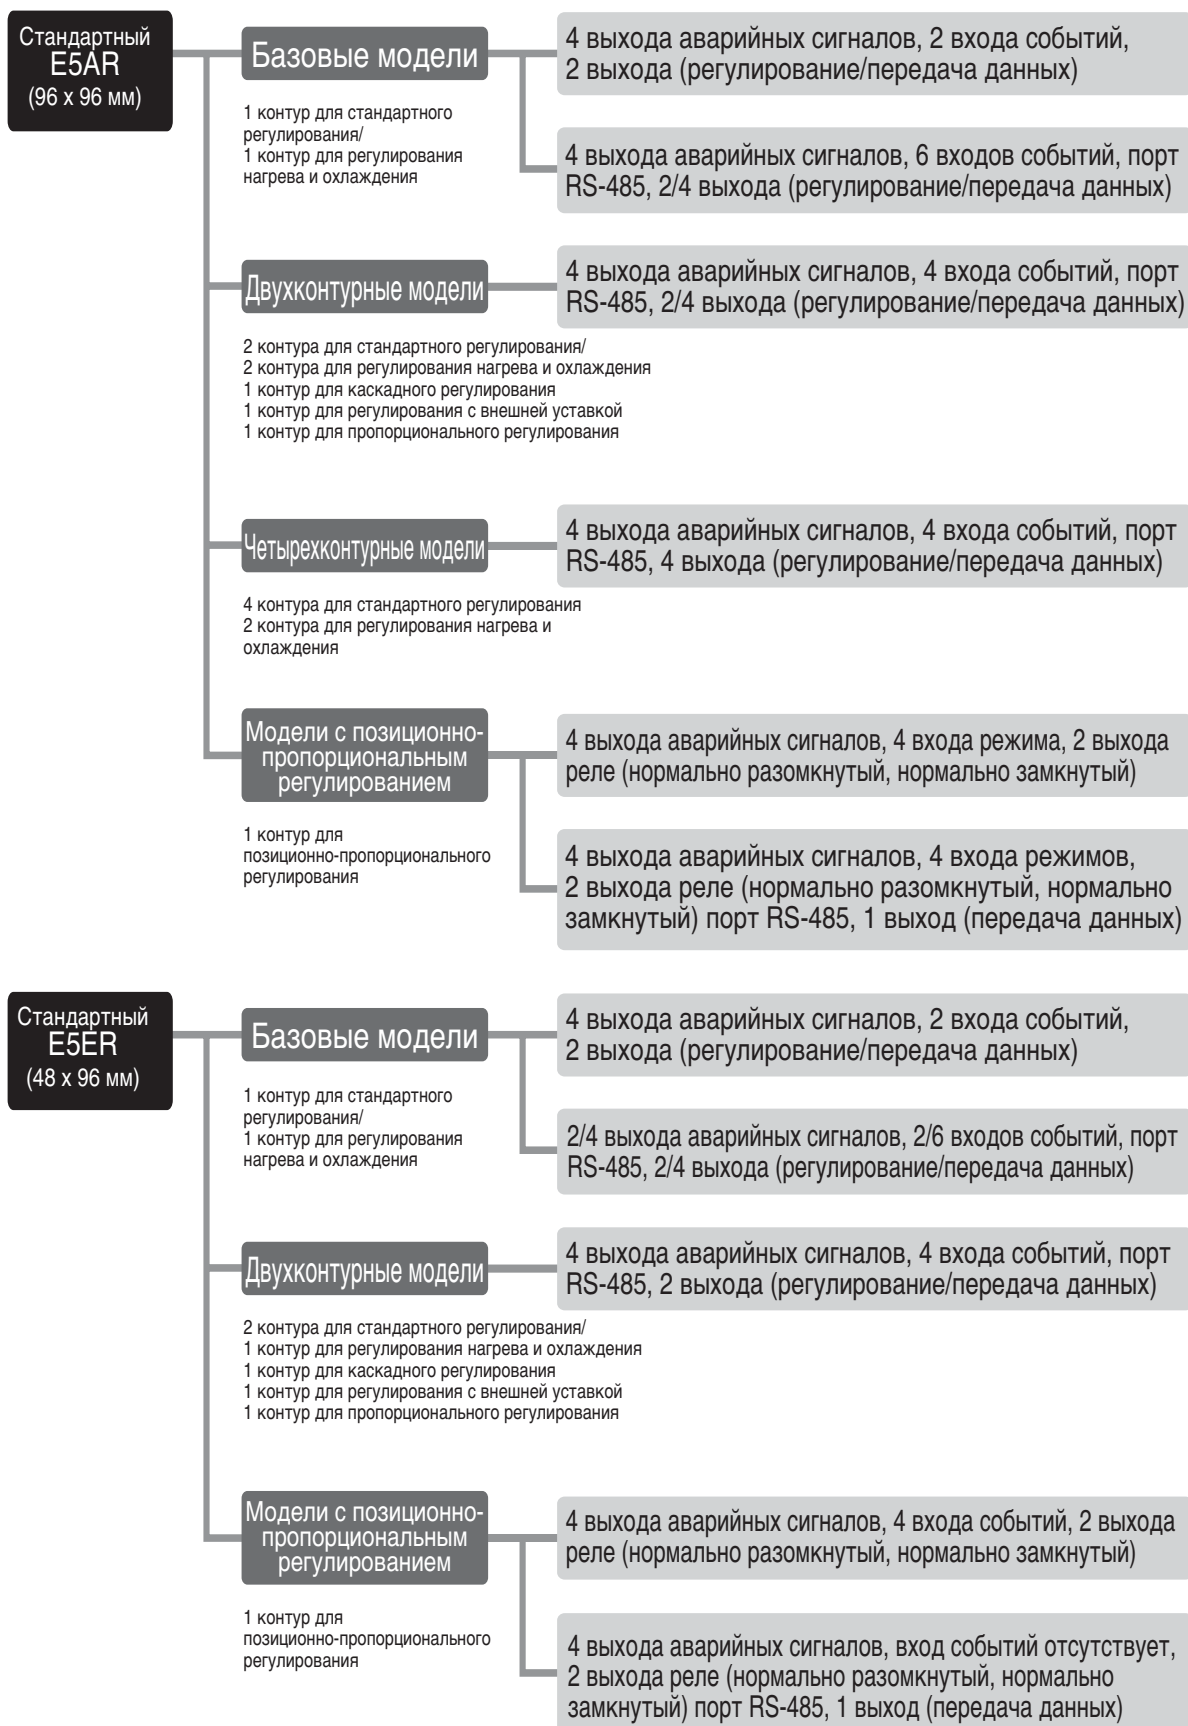 Стандартный
E5AR
(96 x 96 мм)
Базовые модели
1 контур для стандартного
регулирования/
1 контур для регулирования
нагрева и охлаждения
4 выхода аварийных сигналов, 2 входа событий,
2 выхода (регулирование/передача данных)
4 выхода аварийных сигналов, 6 входов событий, порт
RS-485, 2/4 выхода (регулирование/передача данных)
Двухконтурные модели
2 контура для стандартного регулирования/
2 контура для регулирования нагрева и охлаждения
1 контур для каскадного регулирования
1 контур для регулирования с внешней уставкой
1 контур для пропорционального регулирования
4 выхода аварийных сигналов, 4 входа событий, порт
RS-485, 2/4 выхода (регулирование/передача данных)
Четырехконтурные модели
4 контура для стандартного регулирования
2 контура для регулирования нагрева и
охлаждения
4 выхода аварийных сигналов, 4 входа событий, порт
RS-485, 4 выхода (регулирование/передача данных)
Модели с позиционно-
пропорциональным
регулированием
1 контур для
позиционно-пропорционального
регулирования
4 выхода аварийных сигналов, 4 входа режима, 2 выхода
реле (нормально разомкнутый, нормально замкнутый)
4 выхода аварийных сигналов, 4 входа режимов,
2 выхода реле (нормально разомкнутый, нормально
замкнутый) порт RS-485, 1 выход (передача данных)
Стандартный
E5ER
(48 x 96 мм)
Базовые модели
1 контур для стандартного
регулирования/
1 контур для регулирования
нагрева и охлаждения
4 выхода аварийных сигналов, 2 входа событий,
2 выхода (регулирование/передача данных)
2/4 выхода аварийных сигналов, 2/6 входов событий, порт
RS-485, 2/4 выхода (регулирование/передача данных)
Двухконтурные модели
2 контура для стандартного регулирования/
1 контур для регулирования нагрева и охлаждения
1 контур для каскадного регулирования
1 контур для регулирования с внешней уставкой
1 контур для пропорционального регулирования
4 выхода аварийных сигналов, 4 входа событий, порт
RS-485, 2 выхода (регулирование/передача данных)
Модели с позиционно-
пропорциональным
регулированием
1 контур для
позиционно-пропорционального
регулирования
4 выхода аварийных сигналов, 4 входа событий, 2 выхода
реле (нормально разомкнутый, нормально замкнутый)
4 выхода аварийных сигналов, вход событий отсутствует,
2 выхода реле (нормально разомкнутый, нормально
замкнутый) порт RS-485, 1 выход (передача данных)